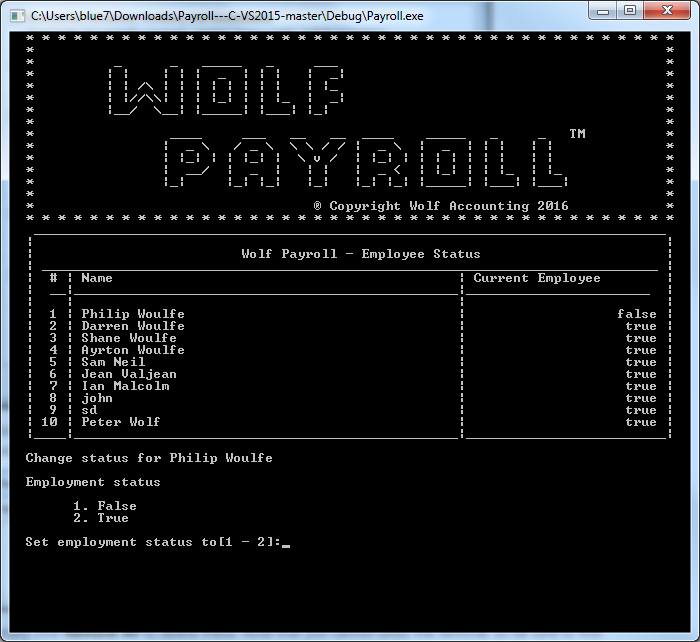 C:\Users\blue7\Downloads\Payroll---C-VS2015-master\Debug\Payroll.exe
WOLF
PAYROLL TM
® Copyright Wolf Accounting 2016
Wolf Payroll - Employee Status
# | Name | Current Employee
1 | Philip Woulfe | false
2 | Darren Woulfe | true
3 | Shane Woulfe | true
4 | Ayrton Woulfe | true
5 | Sam Neil | true
6 | Jean Valjean | true
7 | Ian Malcolm | true
8 | john | true
9 | sd | true
10 | Peter Wolf | true
Change status for Philip Woulfe
Employment status
1. False
2. True
Set employment status to[1 - 2]:_